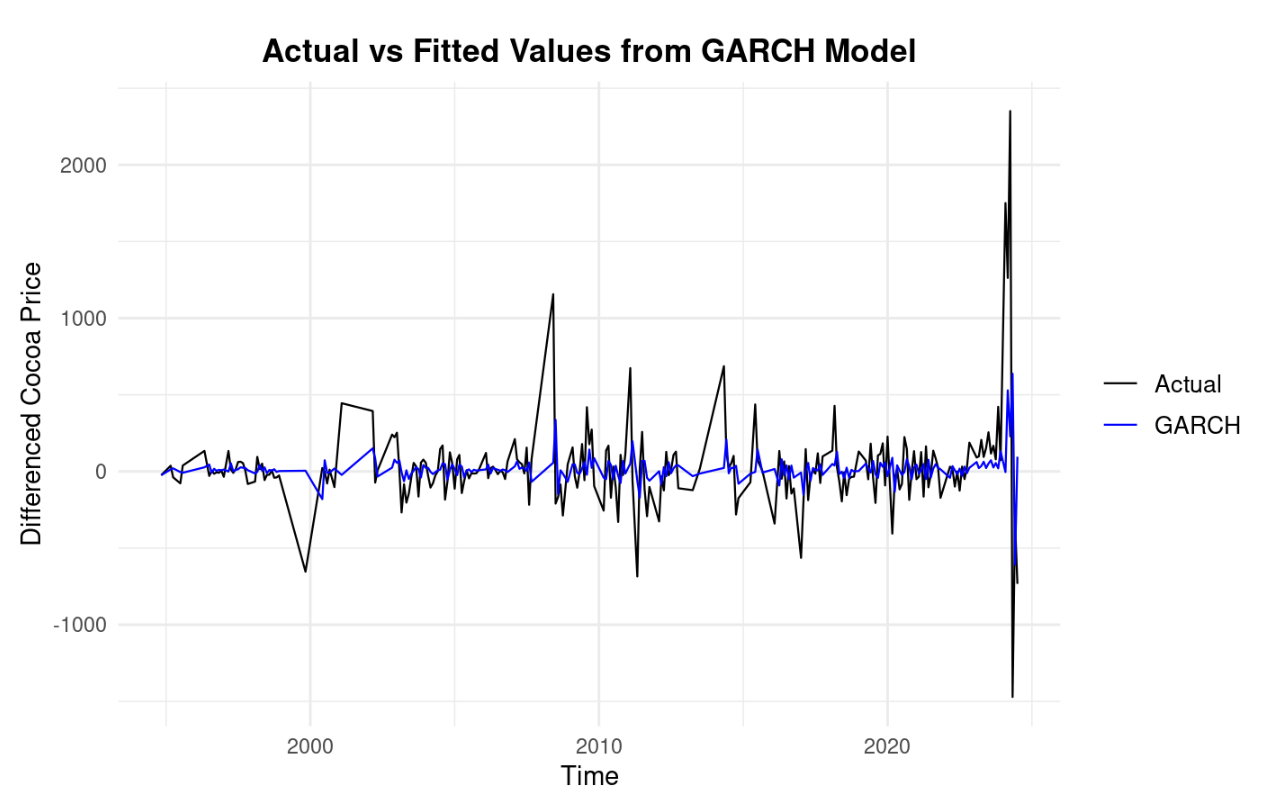 Actual vs Fitted Values from GARCH Model
Differenced Cocoa Price
2000
1000
0
-1000
2000
2010
2020
Time
Actual
GARCH